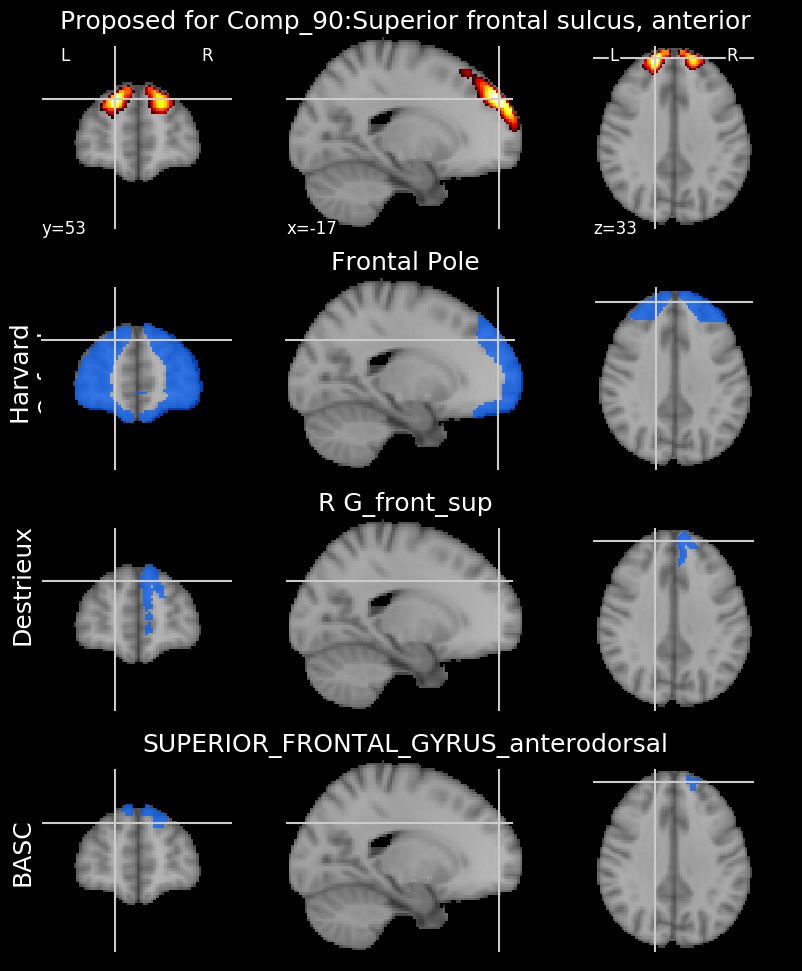 Proposed for Comp_90:Superior frontal sulcus, anterior
L R L R
y=53 x=-17 z=33
Frontal Pole
Harvard
R G_front_sup
Destrieux
SUPERIOR_FRONTAL_GYRUS_anterodorsal
BASC